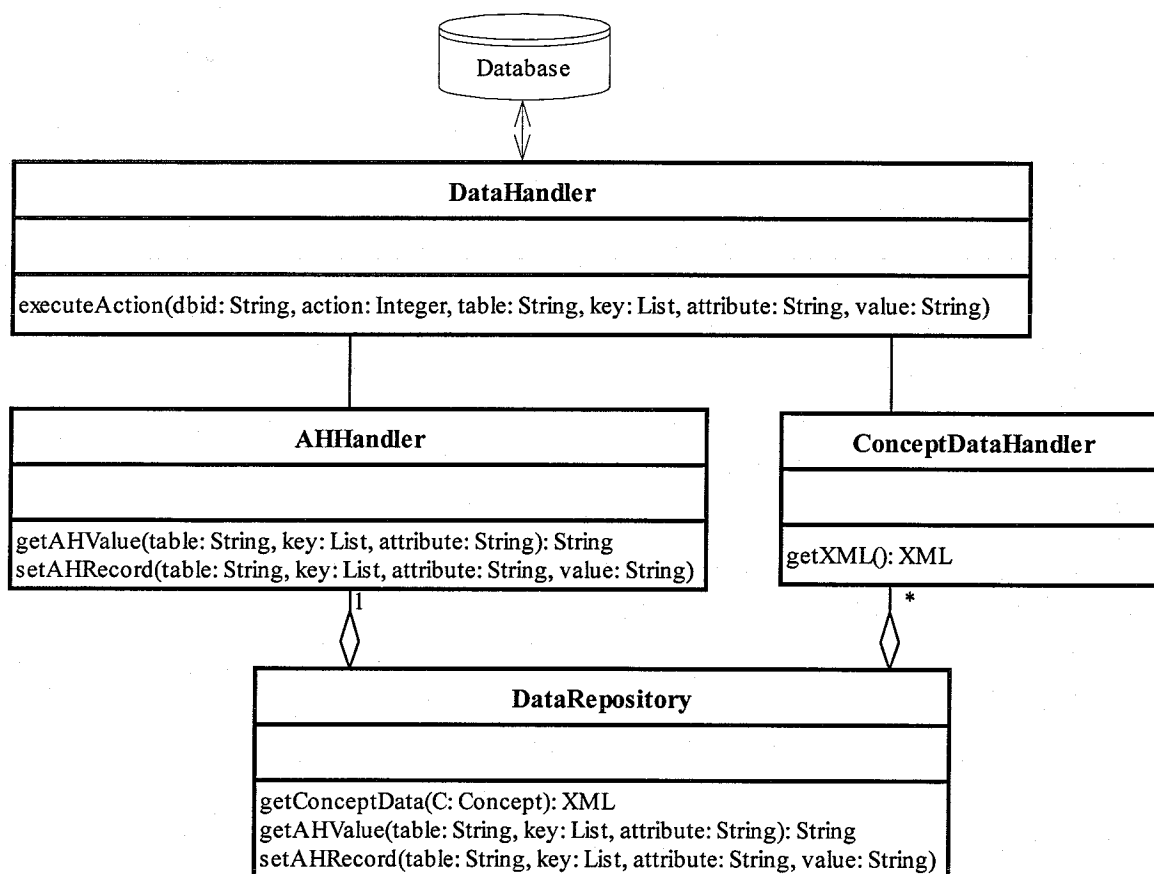 Database
DataHandler
executeAction(dbid: String, action: Integer, table: String, key: List, attribute: String, value: String)
AHHandler
getAHValue(table: String, key: List, attribute: String): String
setAHRecord(table: String, key: List, attribute: String, value: String)
ConceptDataHandler
getXML(): XML
1
*
DataRepository
getConceptData(C: Concept): XML
getAHValue(table: String, key: List, attribute: String): String
setAHRecord(table: String, key: List, attribute: String, value: String)